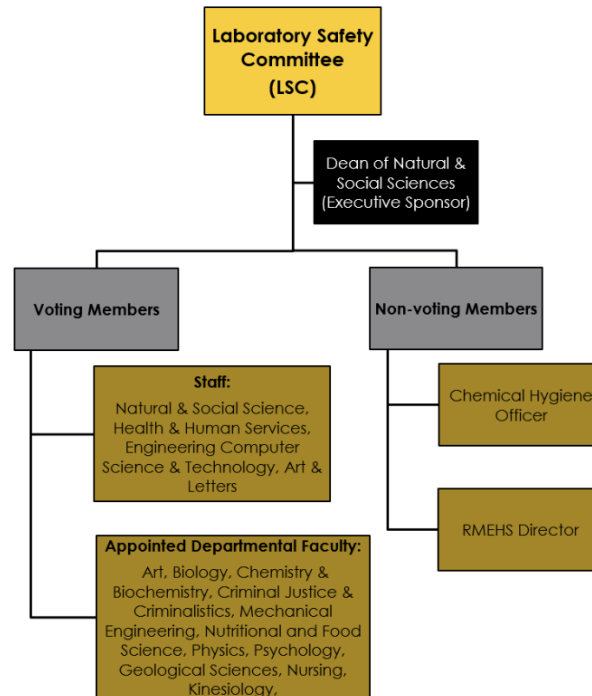 Laboratory Safety
Committee
(LSC)
Dean of Natural &
Social Sciences
(Executive Sponsor)
Voting Members
Non-voting Members
Staff:
Natural & Social Science,
Health & Human Services,
Engineering Computer
Science & Technology, Art &
Letters
Chemical Hygiene
Officer
RMEHS Director
Appointed Departmental Faculty:
Art, Biology, Chemistry &
Biochemistry, Criminal Justice &
Criminalistics, Mechanical
Engineering, Nutritional and Food
Science, Physics, Psychology,
Geological Sciences, Nursing,
Kinesiology,